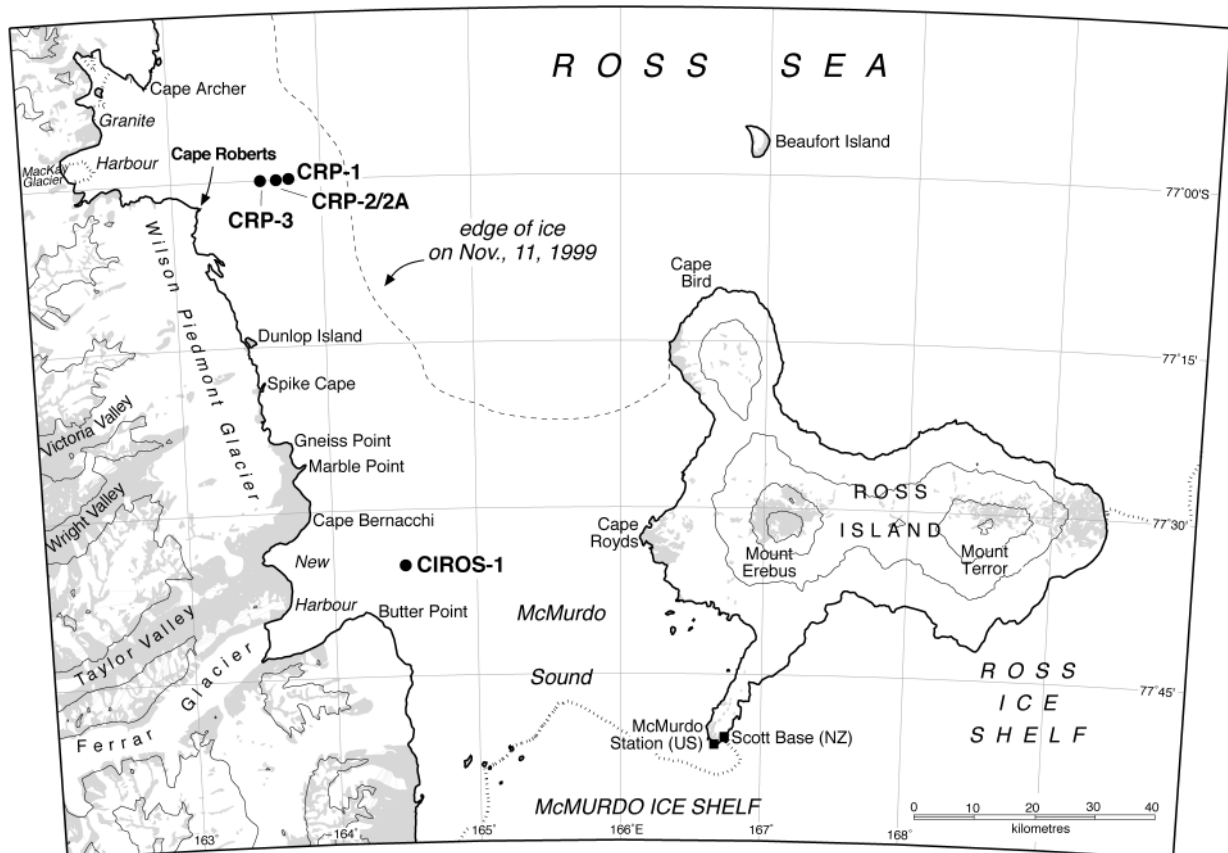 ROSS SEA
Cape Archer
Granite
Harbour
Beaufort Island
MacKay
Glacier
Cape Roberts
CRP-1
CRP-2/2A
CRP-3
77°00'S
edge of ice
on Nov., 11, 1999
Wilson Piedmont Glacier
Cape
Bird
Dunlop Island
77°15'
Spike Cape
Victoria Valley
Gneiss Point
Marble Point
Wright Valley
ROSS
ISLAND
Cape Bernacchi
Cape
Royds
77°30'
Mount
Erebus
Mount
Terror
New
Harbour
CIROS-1
Butter Point
McMurdo
Sound
Taylor Valley
Ferrar Glacier
ROSS
ICE
SHELF
77°45'
McMurdo
Station (US)
Scott Base (NZ)
McMURDO ICE SHELF
0 10 20 30 40
kilometres
163° 164° 165° 166°E 167° 168°